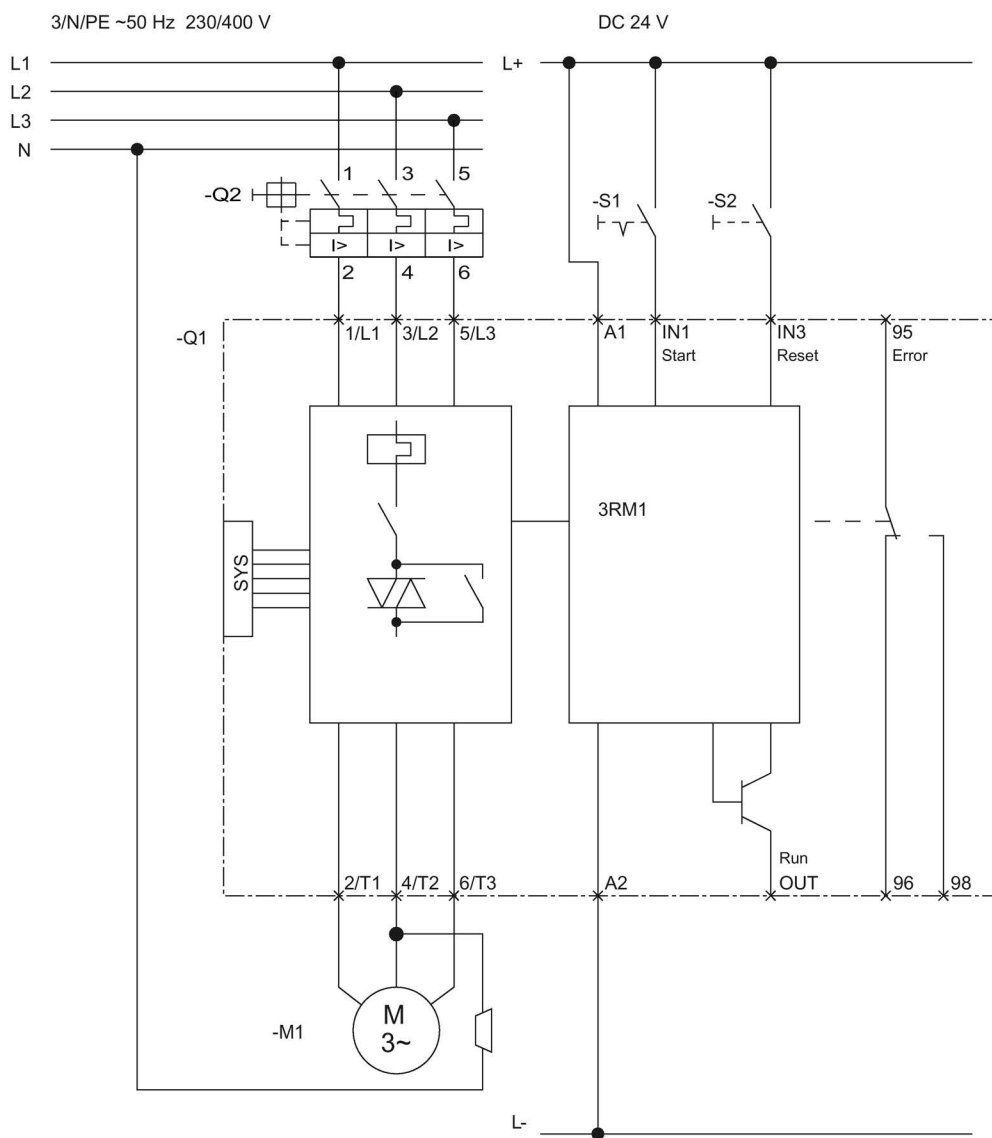 3/N/PE ~50 Hz 230/400 V
DC 24 V
L1
L2
L3
N
L+
1
3
5
-Q2
I>
I>
I>
2
4
6
-S1
-S2
-Q1
1/L1
3/L2
5/L3
A1
IN1
Start
IN3
Reset
95
Error
SYS
3RM1
2/T1
4/T2
6/T3
A2
Run
OUT
96
98
-M1
M
3~
L-